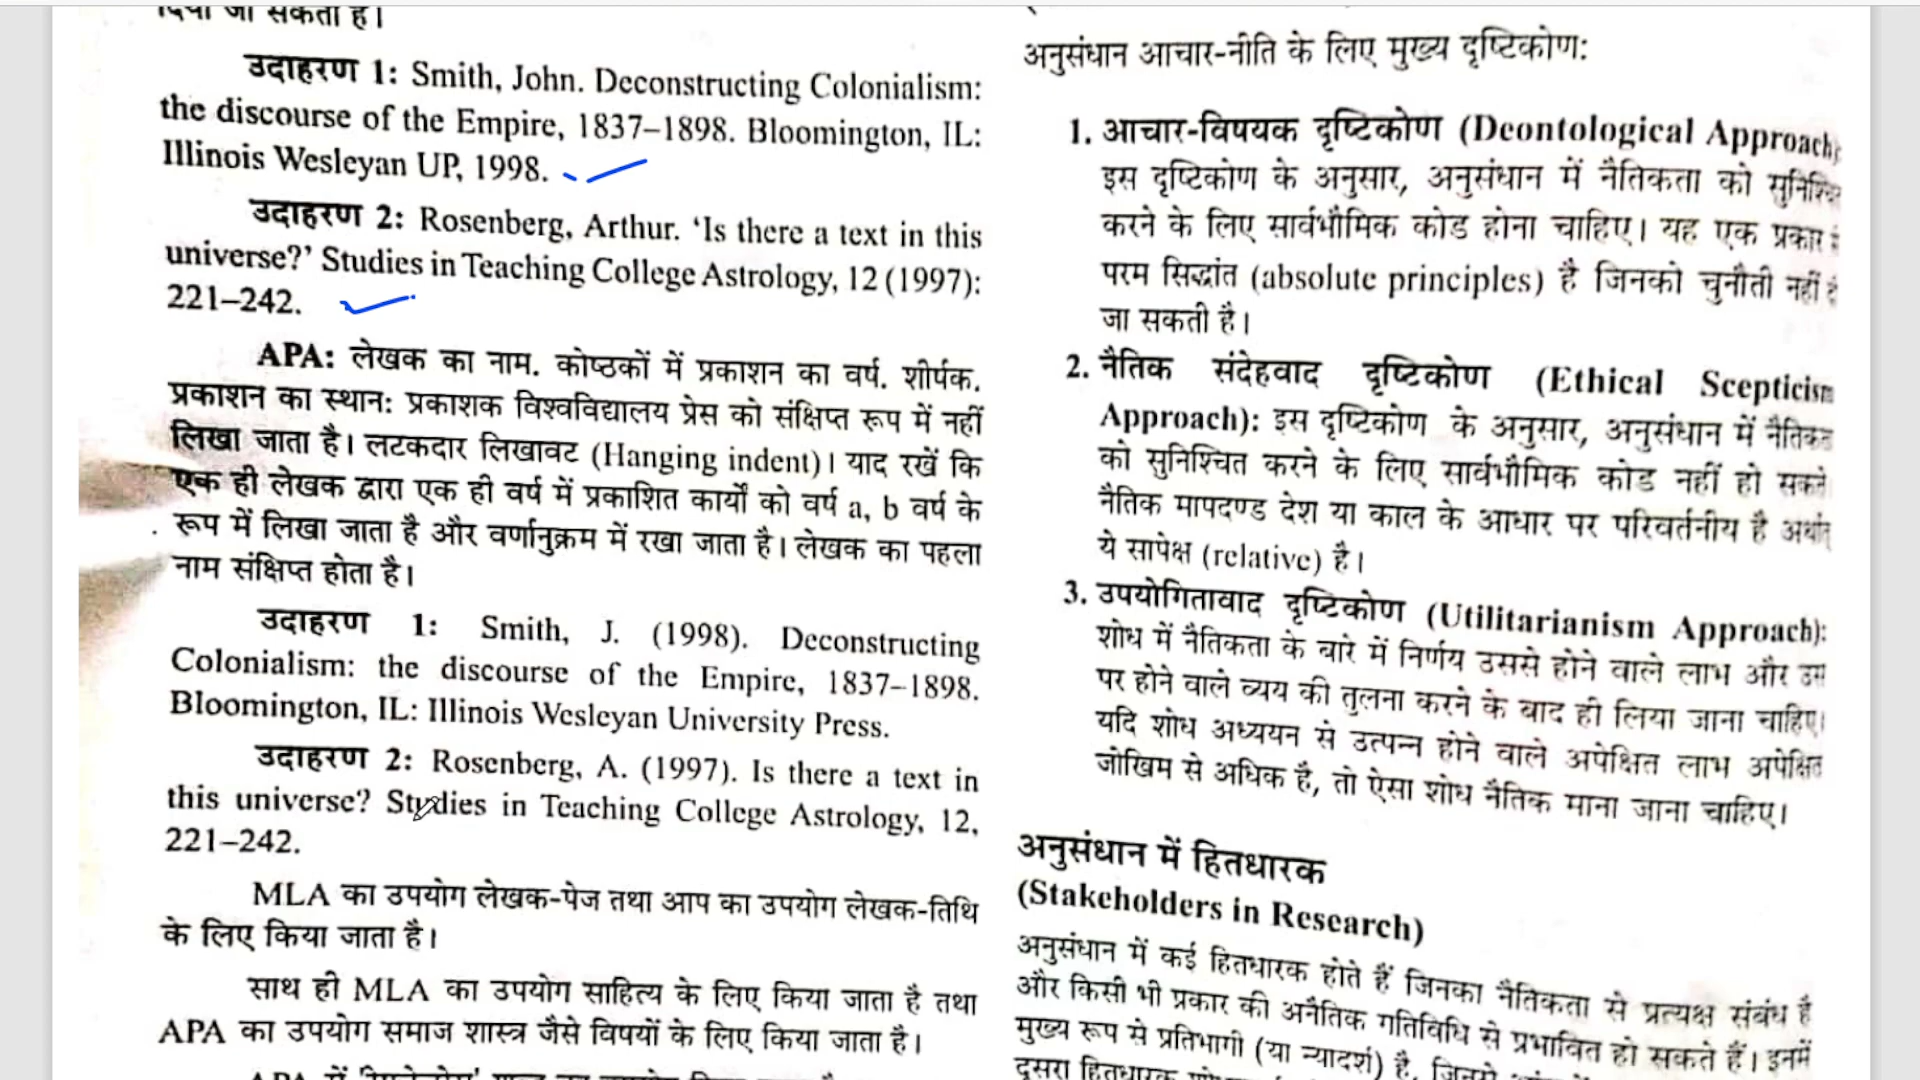 दिया जा सकता है।
उदाहरण 1: Smith, John. Deconstructing Colonialism:
the discourse of the Empire, 1837–1898. Bloomington, IL:
Illinois Wesleyan UP, 1998.
उदाहरण 2: Rosenberg, Arthur. ‘Is there a text in this
universe?’ Studies in Teaching College Astrology, 12 (1997):
221–242.
APA: लेखक का नाम. कोष्ठकों में प्रकाशन का वर्ष. शीर्षक.
प्रकाशन का स्थान: प्रकाशक विश्वविद्यालय प्रेस को संक्षिप्त रूप में नहीं
लिखा जाता है। लटकदार लिखावट (Hanging indent)। याद रखें कि
एक ही लेखक द्वारा एक ही वर्ष में प्रकाशित कार्यों को वर्ष a, b वर्ष के
रूप में लिखा जाता है और वर्णानुक्रम में रखा जाता है। लेखक का पहला
नाम संक्षिप्त होता है।
उदाहरण 1: Smith, J. (1998). Deconstructing
Colonialism: the discourse of the Empire, 1837–1898.
Bloomington, IL: Illinois Wesleyan University Press.
उदाहरण 2: Rosenberg, A. (1997). Is there a text in
this universe? Studies in Teaching College Astrology, 12,
221–242.
MLA का उपयोग लेखक-पेज तथा आप का उपयोग लेखक-तिथि
के लिए किया जाता है।
साथ ही MLA का उपयोग साहित्य के लिए किया जाता है तथा
APA का उपयोग समाज शास्त्र जैसे विषयों के लिए किया जाता है।
अनुसंधान आचार-नीति के लिए मुख्य दृष्टिकोण:
1. आचार-विषयक दृष्टिकोण (Deontological Approach)
इस दृष्टिकोण के अनुसार, अनुसंधान में नैतिकता को
करने के लिए सार्वभौमिक कोड होना चाहिए। यह एक प्रकार
परम सिद्धांत (absolute principles) है जिनको चुनौती नहीं
जा सकती है।
2. नैतिक संदेहवाद दृष्टिकोण (Ethical Scepticism
Approach): इस दृष्टिकोण के अनुसार, अनुसंधान में
को सुनिश्चित करने के लिए सार्वभौमिक कोड नहीं हो सकते
नैतिक मापदण्ड देश या काल के आधार पर परिवर्तनीय है अर्थात्
ये सापेक्ष (relative) है।
3. उपयोगितावाद दृष्टिकोण (Utilitarianism Approach):
शोध में नैतिकता के बारे में निर्णय उससे होने वाले लाभ और उस
पर होने वाले व्यय की तुलना करने के बाद ही लिया जाना चाहिए।
यदि शोध अध्ययन से उत्पन्न होने वाले अपेक्षित लाभ अपेक्षित
जोखिम से अधिक है, तो ऐसा शोध नैतिक माना जाना चाहिए।
अनुसंधान में हितधारक
(Stakeholders in Research)
अनुसंधान में कई हितधारक होते हैं जिनका नैतिकता से प्रत्यक्ष संबंध है
और किसी भी प्रकार की अनैतिक गतिविधि से प्रभावित हो सकते हैं। इनमें
मुख्य रूप से प्रतिभागी (या न्यादर्श) है,
दूसरा हितधारक